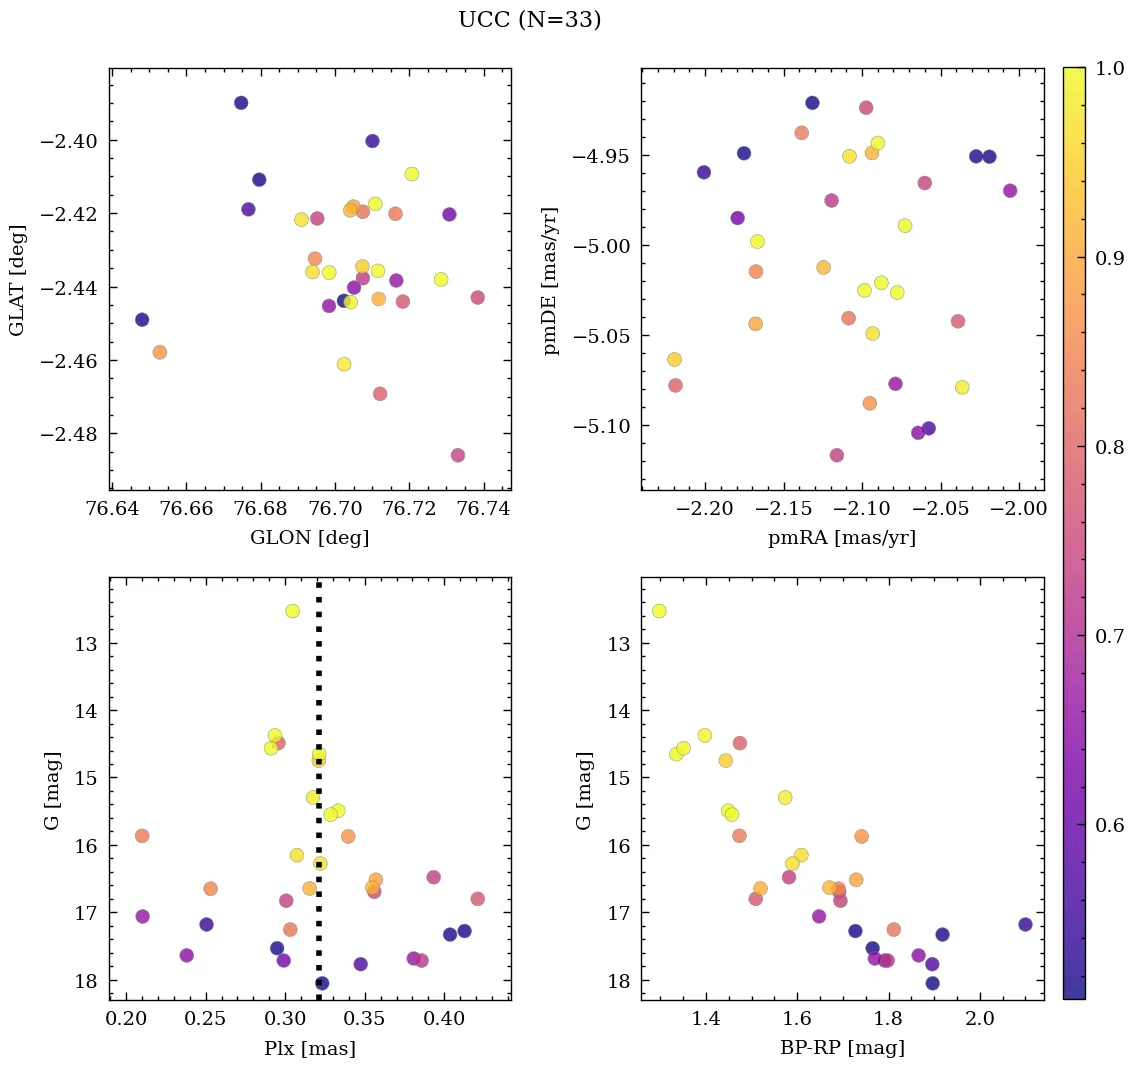 UCC (N=33)
−2.40
−2.42
−2.44
−2.46
−2.48
GLAT [deg]
76.64 76.66 76.68 76.70 76.72 76.74
GLON [deg]
−4.95
−5.00
−5.05
−5.10
pmDE [mas/yr]
−2.20 −2.15 −2.10 −2.05 −2.00
pmRA [mas/yr]
13
14
15
16
17
18
G [mag]
0.20 0.25 0.30 0.35 0.40
Plx [mas]
13
14
15
16
17
18
G [mag]
1.4 1.6 1.8 2.0
BP-RP [mag]
1.0
0.9
0.8
0.7
0.6